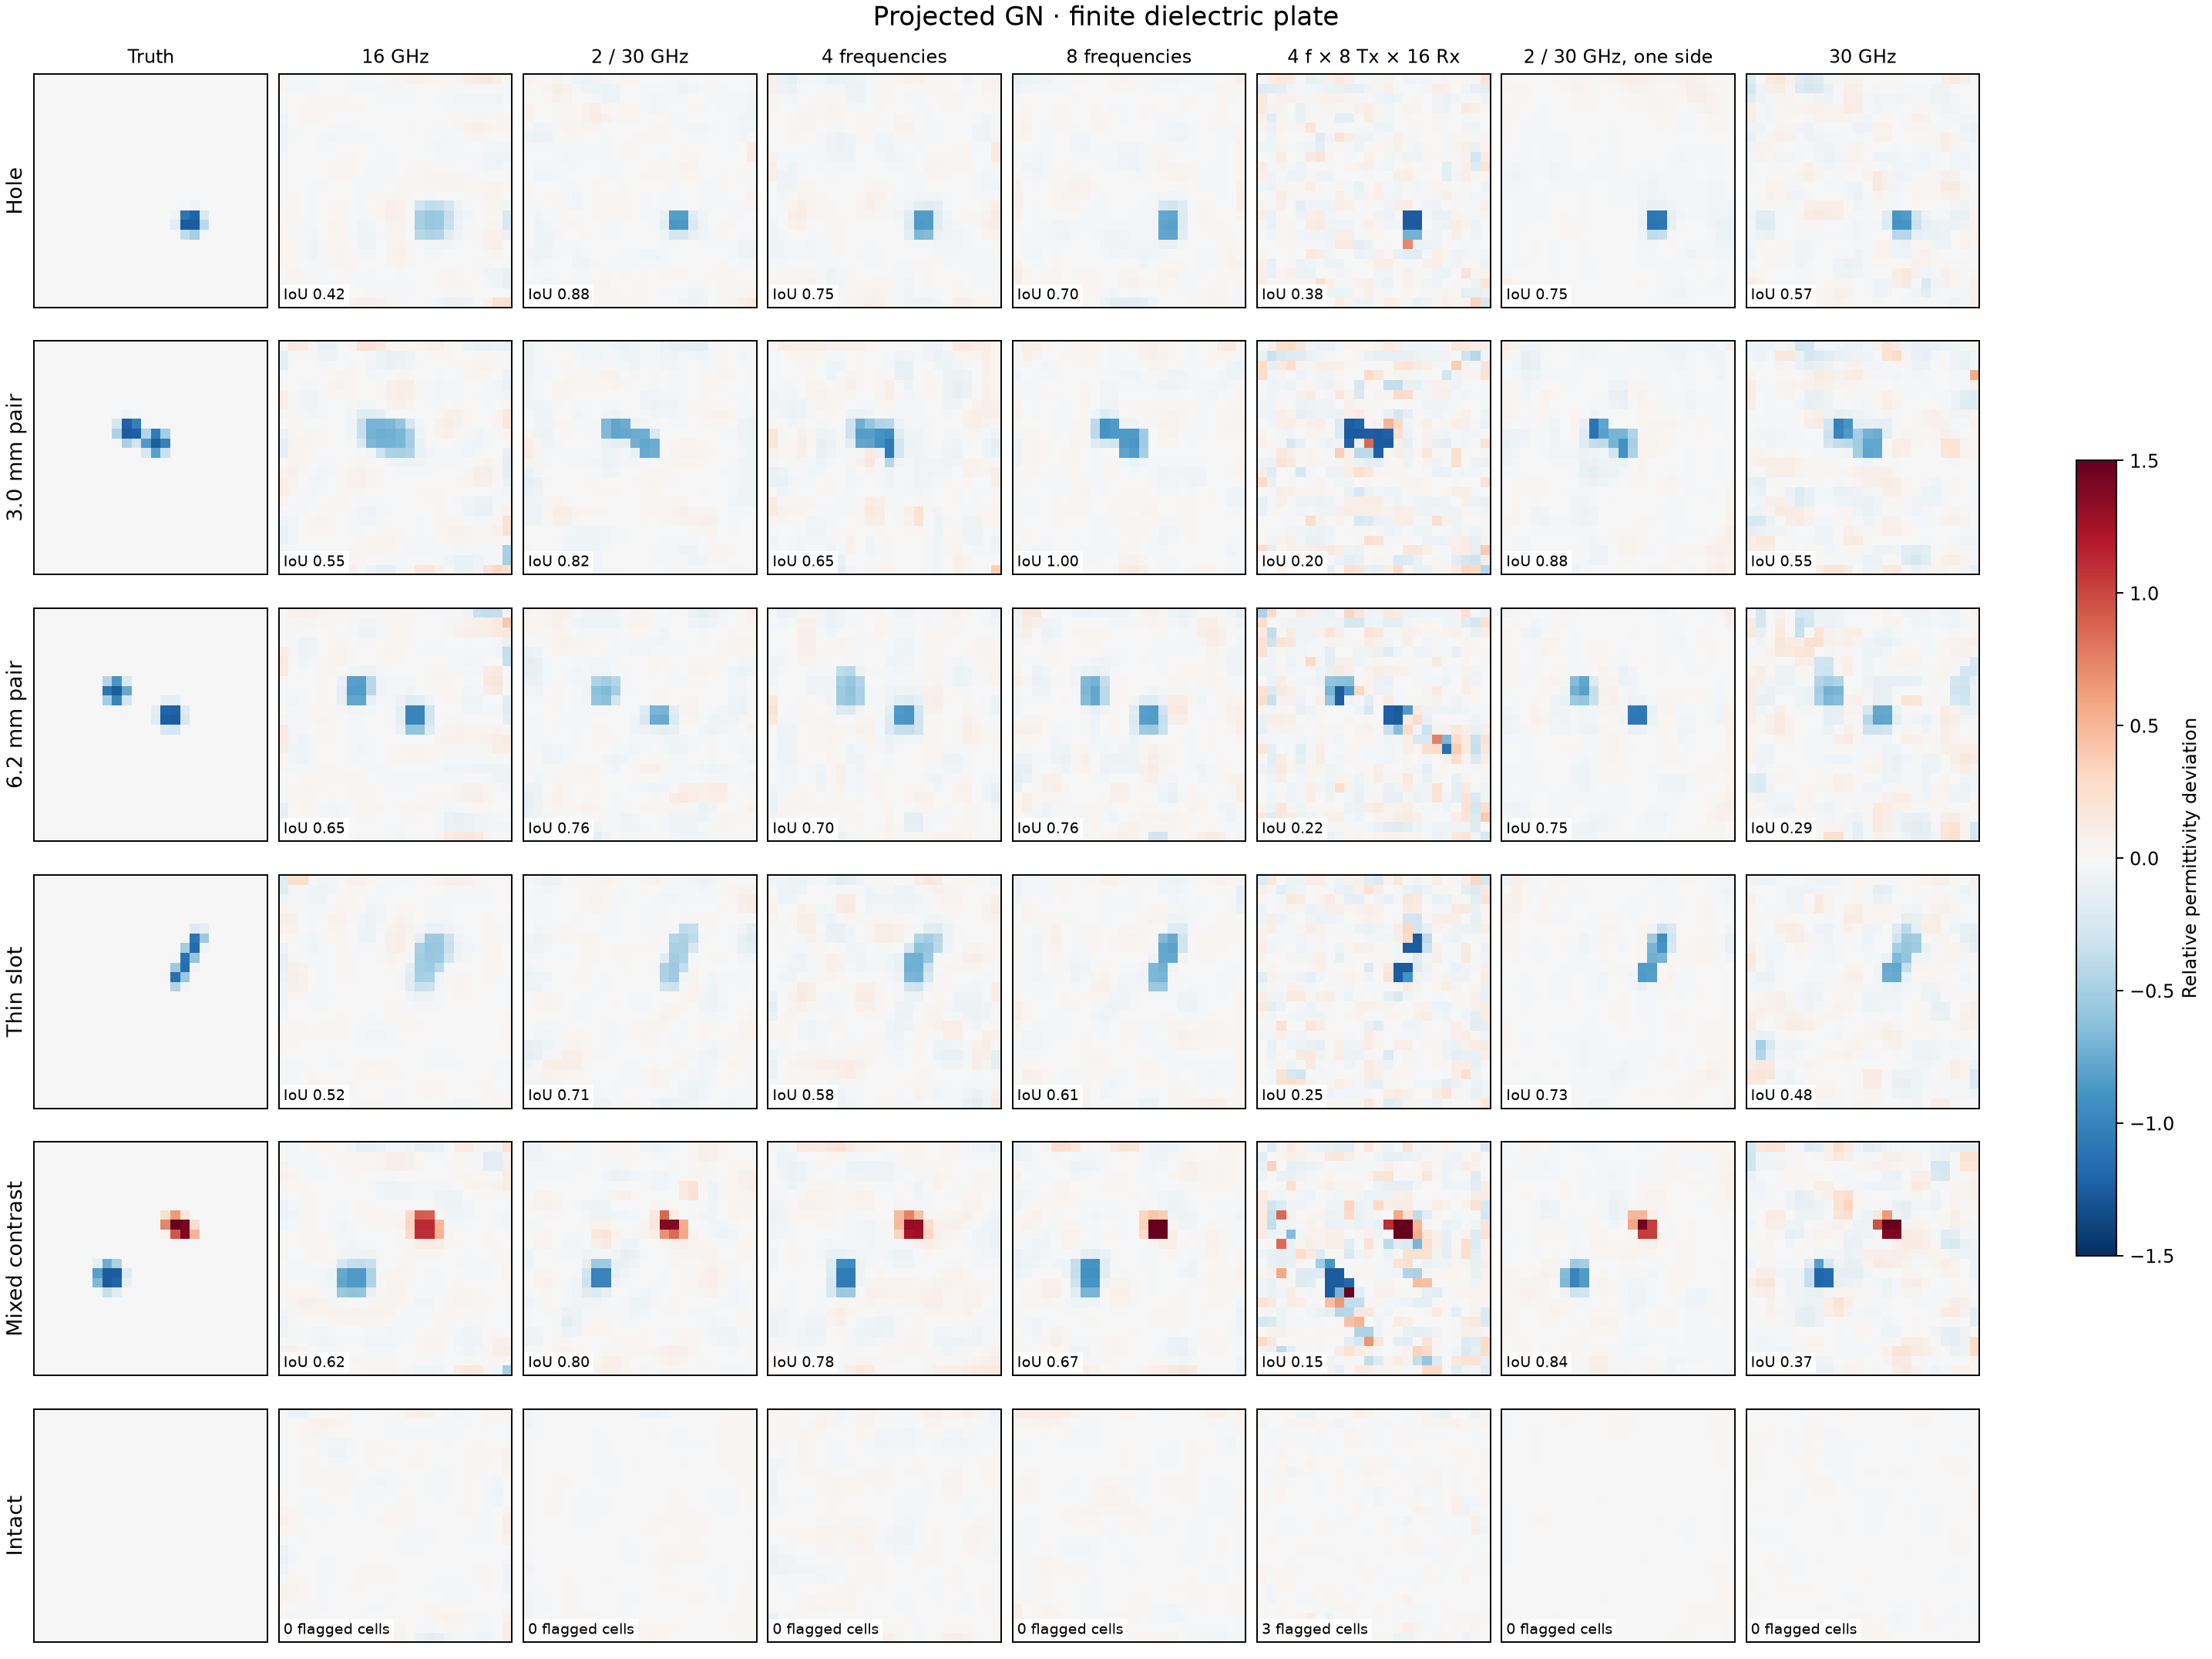 Projected GN · finite dielectric plate
Truth
16 GHz
2 / 30 GHz
4 frequencies
8 frequencies
4 f × 8 Tx × 16 Rx
2 / 30 GHz, one side
30 GHz
Hole
IoU 0.42
IoU 0.88
IoU 0.75
IoU 0.70
IoU 0.38
IoU 0.75
IoU 0.57
3.0 mm pair
IoU 0.55
IoU 0.82
IoU 0.65
IoU 1.00
IoU 0.20
IoU 0.88
IoU 0.55
6.2 mm pair
IoU 0.65
IoU 0.76
IoU 0.70
IoU 0.76
IoU 0.22
IoU 0.75
IoU 0.29
Thin slot
IoU 0.52
IoU 0.71
IoU 0.58
IoU 0.61
IoU 0.25
IoU 0.73
IoU 0.48
Mixed contrast
IoU 0.62
IoU 0.80
IoU 0.78
IoU 0.67
IoU 0.15
IoU 0.84
IoU 0.37
Intact
0 flagged cells
0 flagged cells
0 flagged cells
0 flagged cells
3 flagged cells
0 flagged cells
0 flagged cells
1.5
1.0
0.5
0.0
−0.5
−1.0
−1.5
Relative permittivity deviation